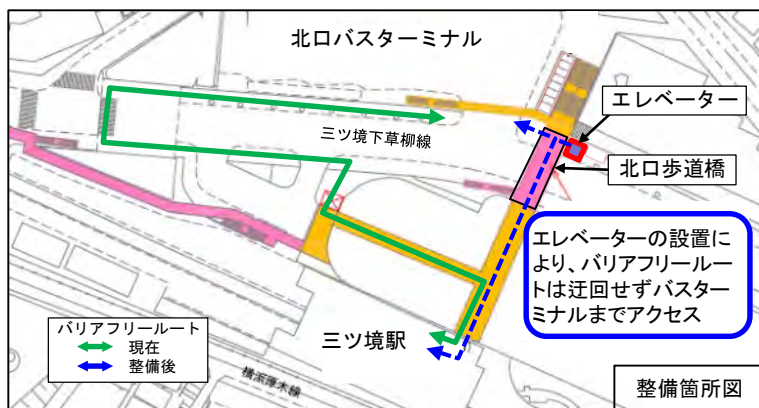 北口バスターミナル
エレベーター
三ツ境下草柳線
北口歩道橋
エレベーターの設置に
より、バリアフリールー
トは迂回せずバスター
ミナルまでアクセス
バリアフリールート
現在
整備後
三ツ境駅
横浜厚木線
整備箇所図